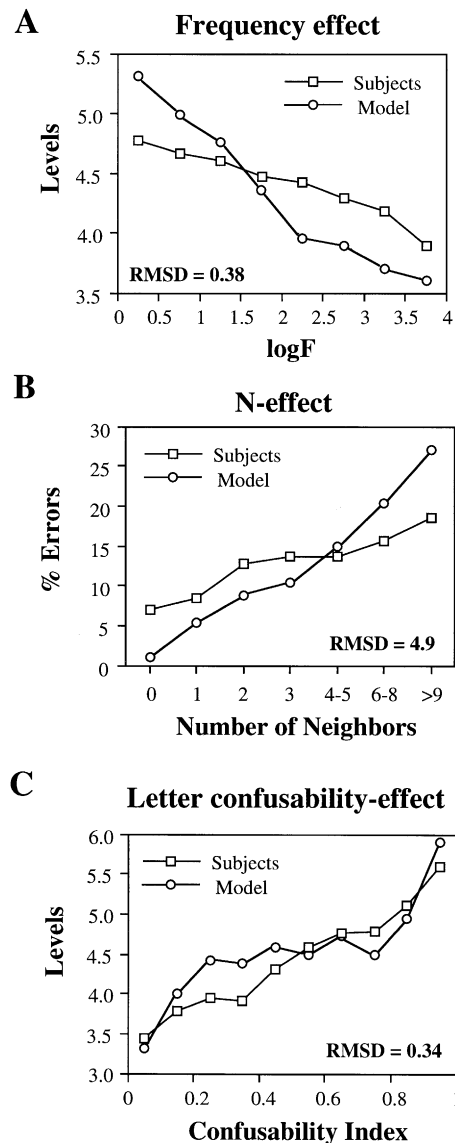 A
Frequency effect
5.5
5.0
4.5
4.0
3.5
Levels
Subjects
Model
RMSD = 0.38
0 0.5 1 1.5 2 2.5 3 3.5 4
logF
B
N-effect
30
25
20
15
10
5
0
% Errors
Subjects
Model
RMSD = 4.9
0 1 2 3 4-5 6-8 >9
Number of Neighbors
C
Letter confusability-effect
6.0
5.5
5.0
4.5
4.0
3.5
3.0
Levels
Subjects
Model
RMSD = 0.34
0 0.2 0.4 0.6 0.8
Confusability Index